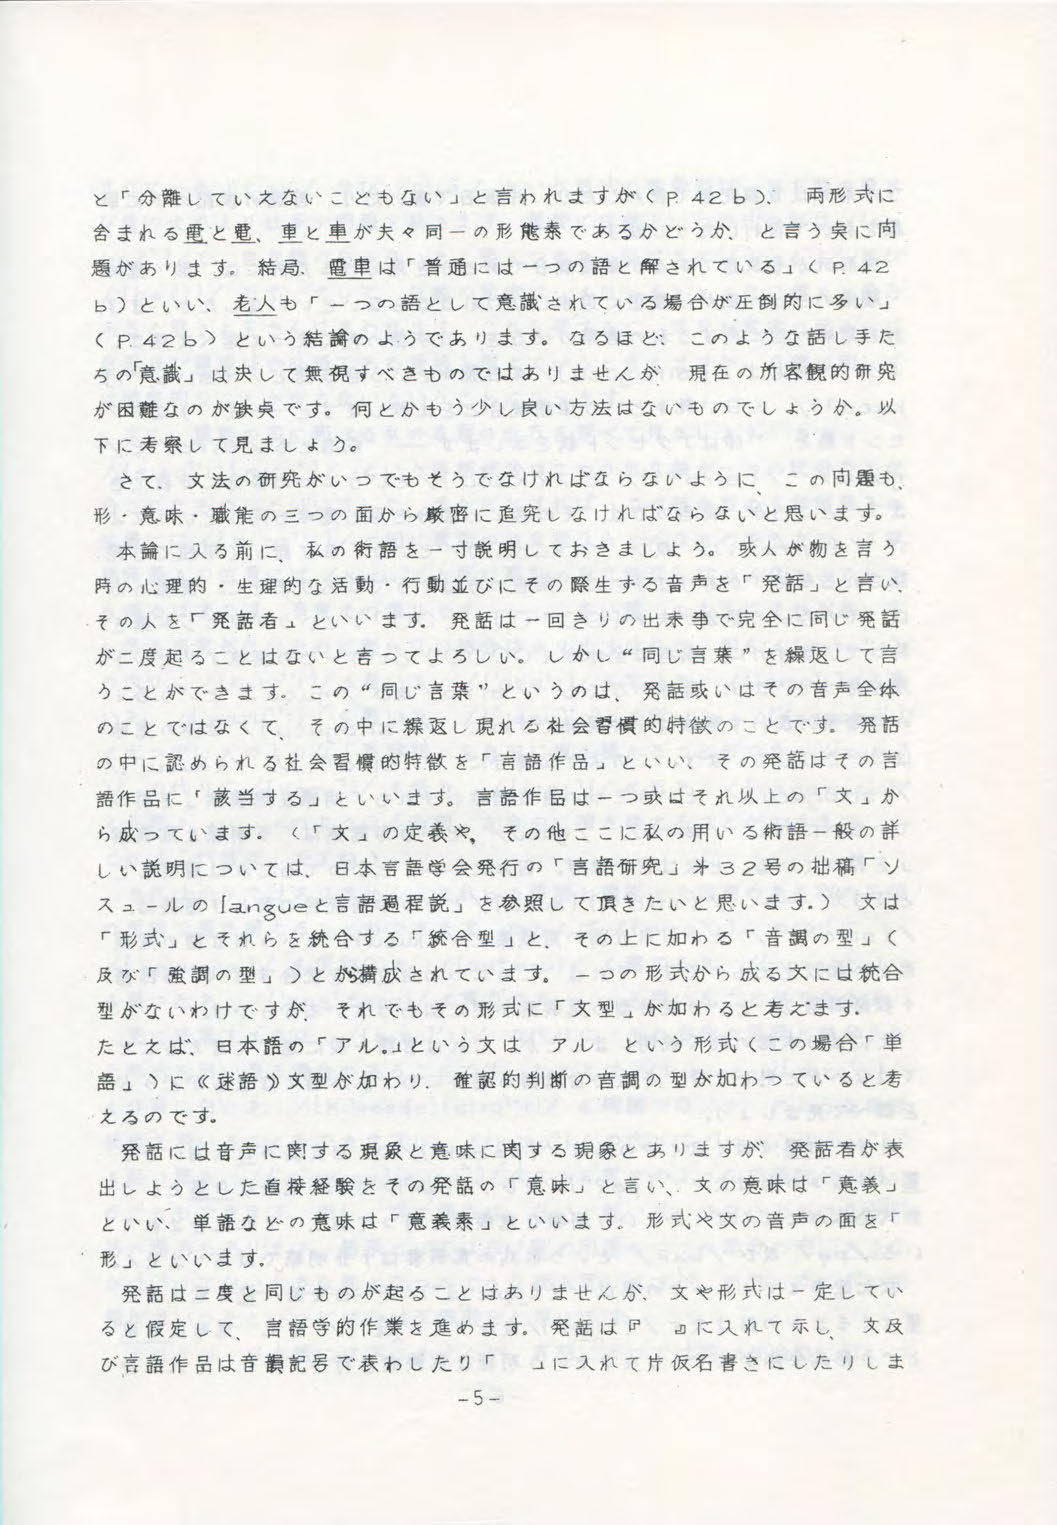 と「分離していえないこともない」と言われますが(P.42b)、両形式に
含まれる電と電、車と車が夫々同一の形態素であるかどうか、と言う点に問
題があります。結局、電車は「普通には一つの語と解されている」(P.42
b)といい、老人も「一つの語として意識されている場合が圧倒的に多い」
(P.42b)という結論のようであります。なるほど、このような話し手た
ちの「意識」は決して無視すべきものではありませんが、現在の所客観的研究
が困難なのが缺点です。何とかもう少し良い方法はないものでしょうか。以
下に考察して見ましよう。
さて、文法の研究がいつでもそうでなければならないように、この問題も、
形・意味・職能の三つの面から厳密に追究しなければならないと思います。
本論に入る前に、私の術語を一寸説明しておきましよう。或人が物を言う
時の心理的・生理的な活動・行動並びにその際生ずる音声を「発話」と言い、
その人を「発話者」といいます。発話は一回きりの出来事で完全に同じ発話
が二度起ることはないと言つてよろしい。しかし“同じ言葉”を繰返して言
うことができます。この“同じ言葉”というのは、発話或いはその音声全体
のことではなくて、その中に繰返し現れる社会習慣的特徴のことです。発話
の中に認められる社会習慣的特徴を「言語作品」といい、その発話はその言
語作品に「該当する」といいます。言語作品は一つ或はそれ以上の「文」か
ら成っています。(「文」の定義や、その他ここに私の用いる術語一般の詳
しい説明については、日本言語学会発行の「言語研究」第32号の拙稿「ソ
スュールのlangueと言語過程説」を参照して頂きたいと思います。)文は
「形式」とそれらを統合する「統合型」と、その上に加わる「音調の型」(
及び「強調の型」)とから構成されています。一つの形式から成る文には統合
型がないわけですが、それでもその形式に「文型」が加わると考えます。
たとえば、日本語の「アル。」という文は アル という形式(この場合「単
語」)に《述語》文型が加わり、確認的判断の音調の型が加わつていると考
えるのです。
発話には音声に関する現象と意味に関する現象とありますが、発話者が表
出しようとした直接経験をその発話の「意味」と言い、文の意味は「意義」
といい、単語などの意味は「意義素」といいます。形式や文の音声の面を「
形」といいます。
発話は二度と同じものが起ることはありませんが、文や形式は一定してい
ると仮定して、言語学的作業を進めます。発話は『 』に入れて示し、文及
び言語作品は音韻記号で表わしたり「 」に入れて片仮名書きにしたりしま
-5-